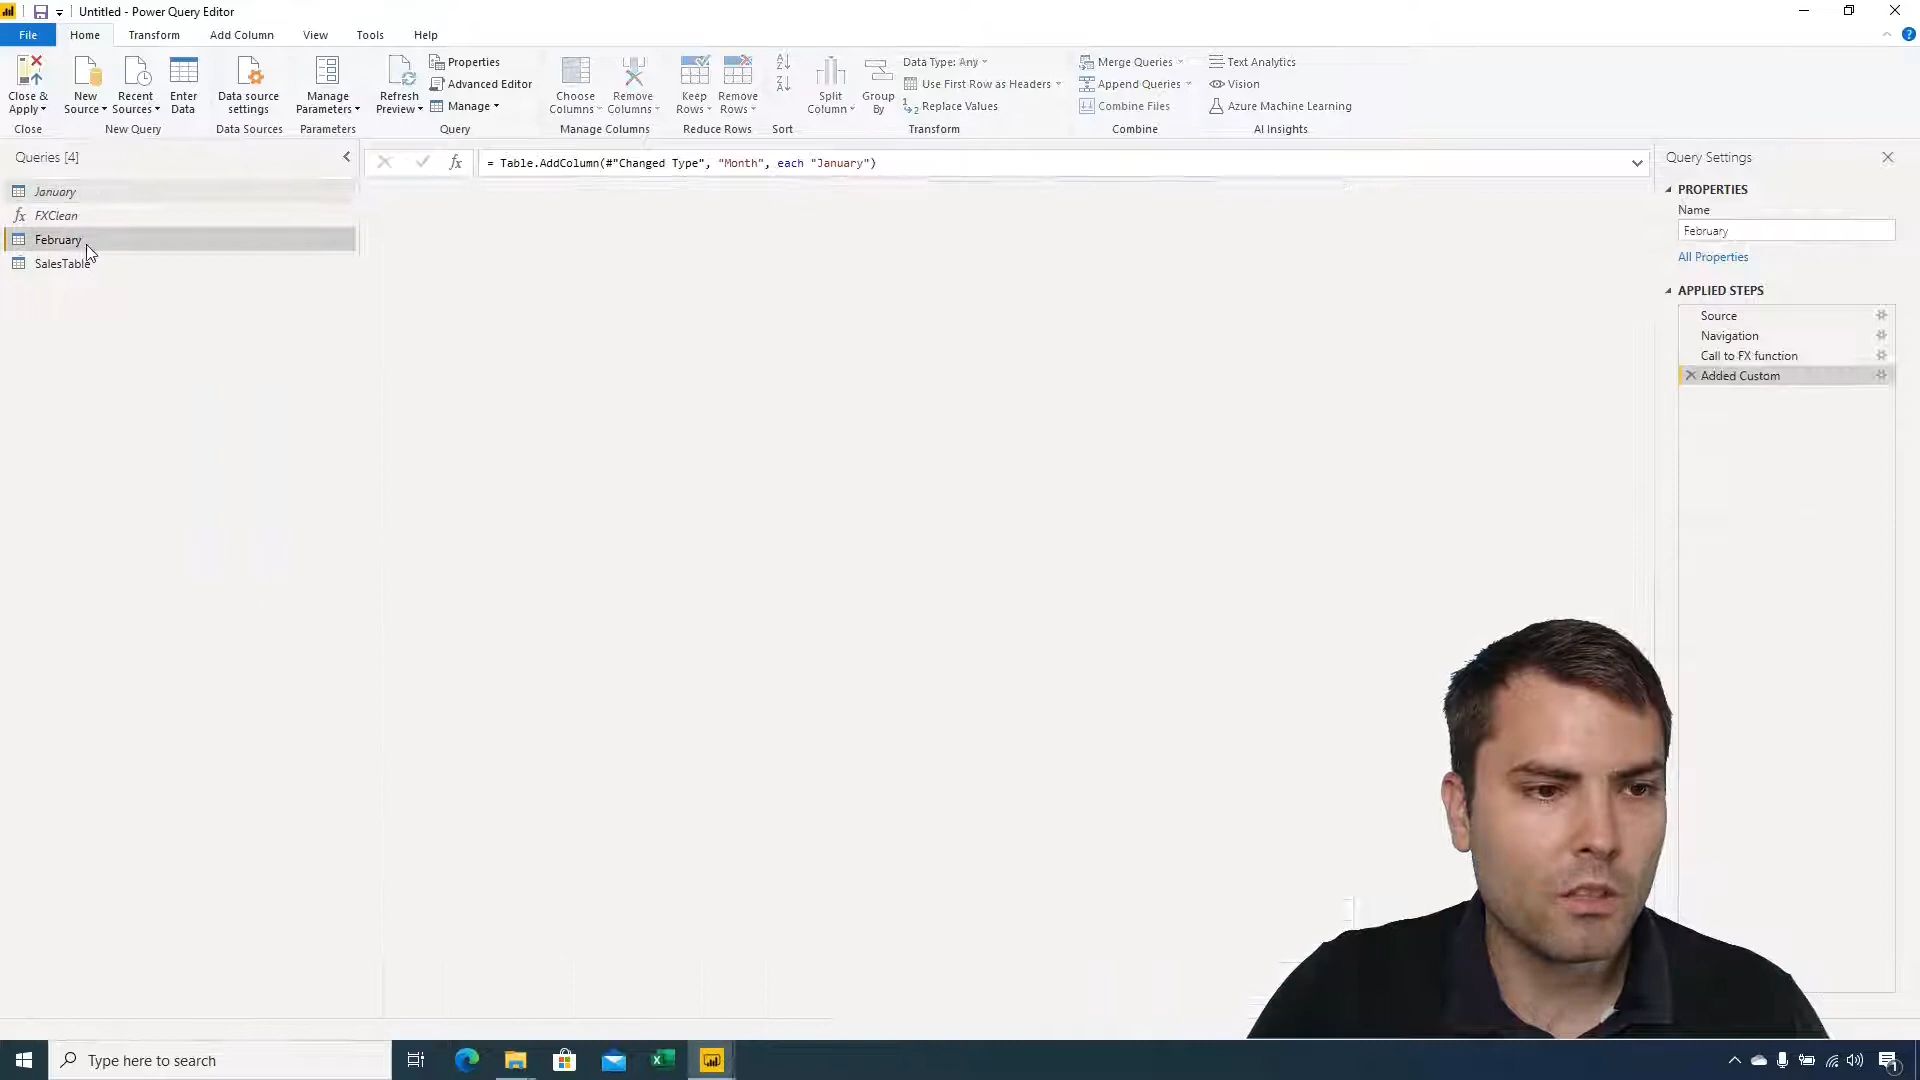 Untitled - Power Query Editor
File Home Transform Add Column View Tools Help
Close & Apply
New Source
Recent Sources
Enter Data
Data source settings
Manage Parameters
Refresh Preview
Properties
Advanced Editor
Manage
Choose Columns
Remove Columns
Keep Rows
Remove Rows
Split Column
Group By
Data Type: Any
Use First Row as Headers
Replace Values
Merge Queries
Append Queries
Combine Files
Text Analytics
Vision
Azure Machine Learning
Close New Query Data Sources Parameters Query Manage Columns Reduce Rows Sort Transform Combine AI Insights
Queries [4]
January
FXClean
February
SalesTable
fx = Table.AddColumn(#"Changed Type", "Month", each "January")
Query Settings
PROPERTIES
Name
February
All Properties
APPLIED STEPS
Source
Navigation
Call to FX function
Added Custom
Type here to search